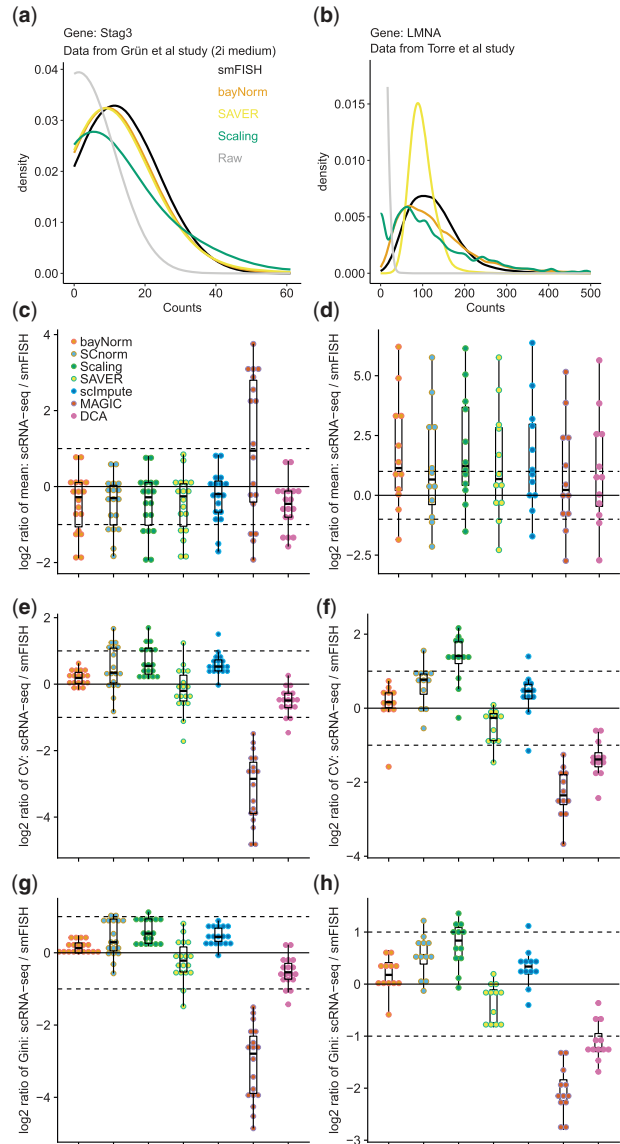 (a)
Gene: Stag3
Data from Grün et al study (2i medium)
smFISH
bayNorm
SAVER
Scaling
Raw
density
0.04
0.03
0.02
0.01
0.00
0 20 40 60
Counts
(b)
Gene: LMNA
Data from Torre et al study
density
0.015
0.010
0.005
0.000
0 100 200 300 400 500
Counts
(c)
bayNorm
SCnorm
Scaling
SAVER
scImpute
MAGIC
DCA
log2 ratio of mean: scRNA−seq / smFISH
4
2
0
−2
(d)
log2 ratio of mean: scRNA−seq / smFISH
5.0
2.5
0.0
−2.5
(e)
log2 ratio of CV: scRNA−seq / smFISH
2
0
−2
−4
(f)
log2 ratio of CV: scRNA−seq / smFISH
2
0
−2
−4
(g)
log2 ratio of Gini: scRNA−seq / smFISH
0
−2
−4
(h)
log2 ratio of Gini: scRNA−seq / smFISH
1
0
−1
−2
−3